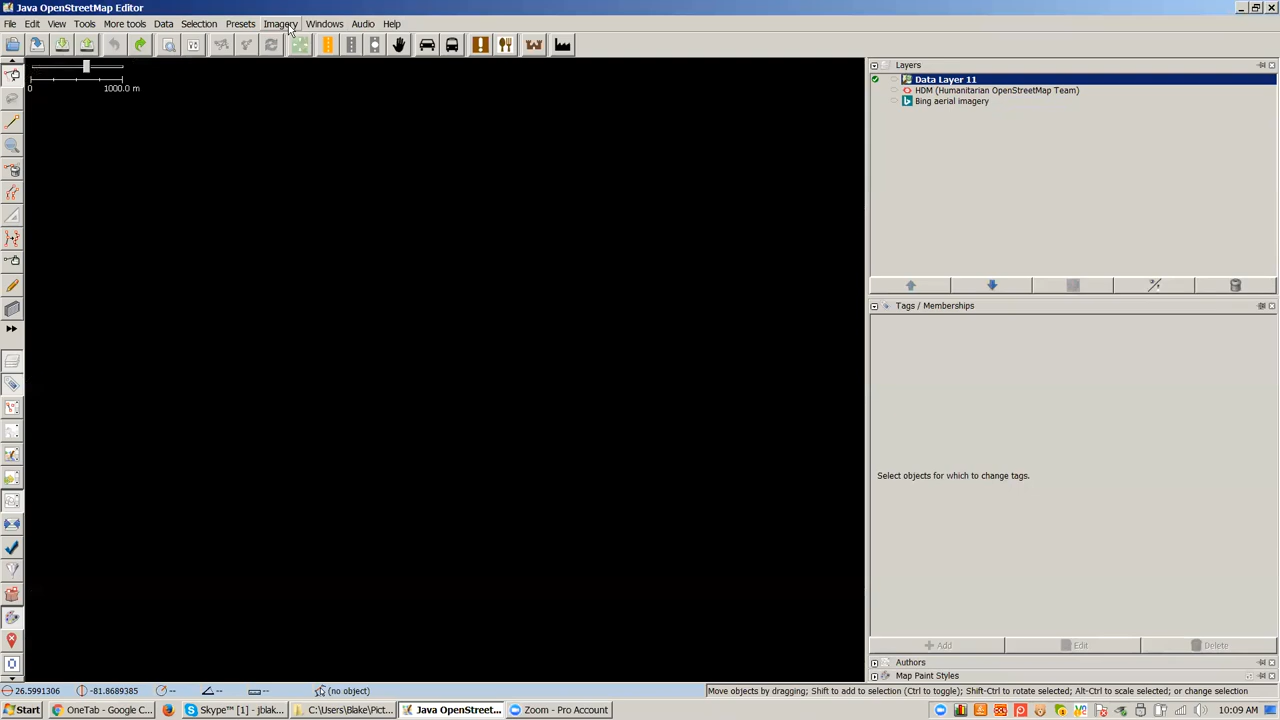 Java OpenStreetMap Editor
File Edit View Tools More tools Data Selection Presets Imagery Windows Audio Help
0 1000.0 m
Layers
Data Layer 11
HDM (Humanitarian OpenStreetMap Team)
Bing aerial imagery
Tags / Memberships
Select objects for which to change tags.
Add Edit Delete
Authors
Map Paint Styles
26.5991306 -81.8689385 -- -- -- (no object) Move objects by dragging; Shift to add to selection (Ctrl to toggle); Shift-Ctrl to rotate selected; Alt-Ctrl to scale selected; or change selection
Start OneTab - Google C... Skype™ [1] - jblak... C:\Users\Blake\Pict... Java OpenStreet... Zoom - Pro Account 10:09 AM